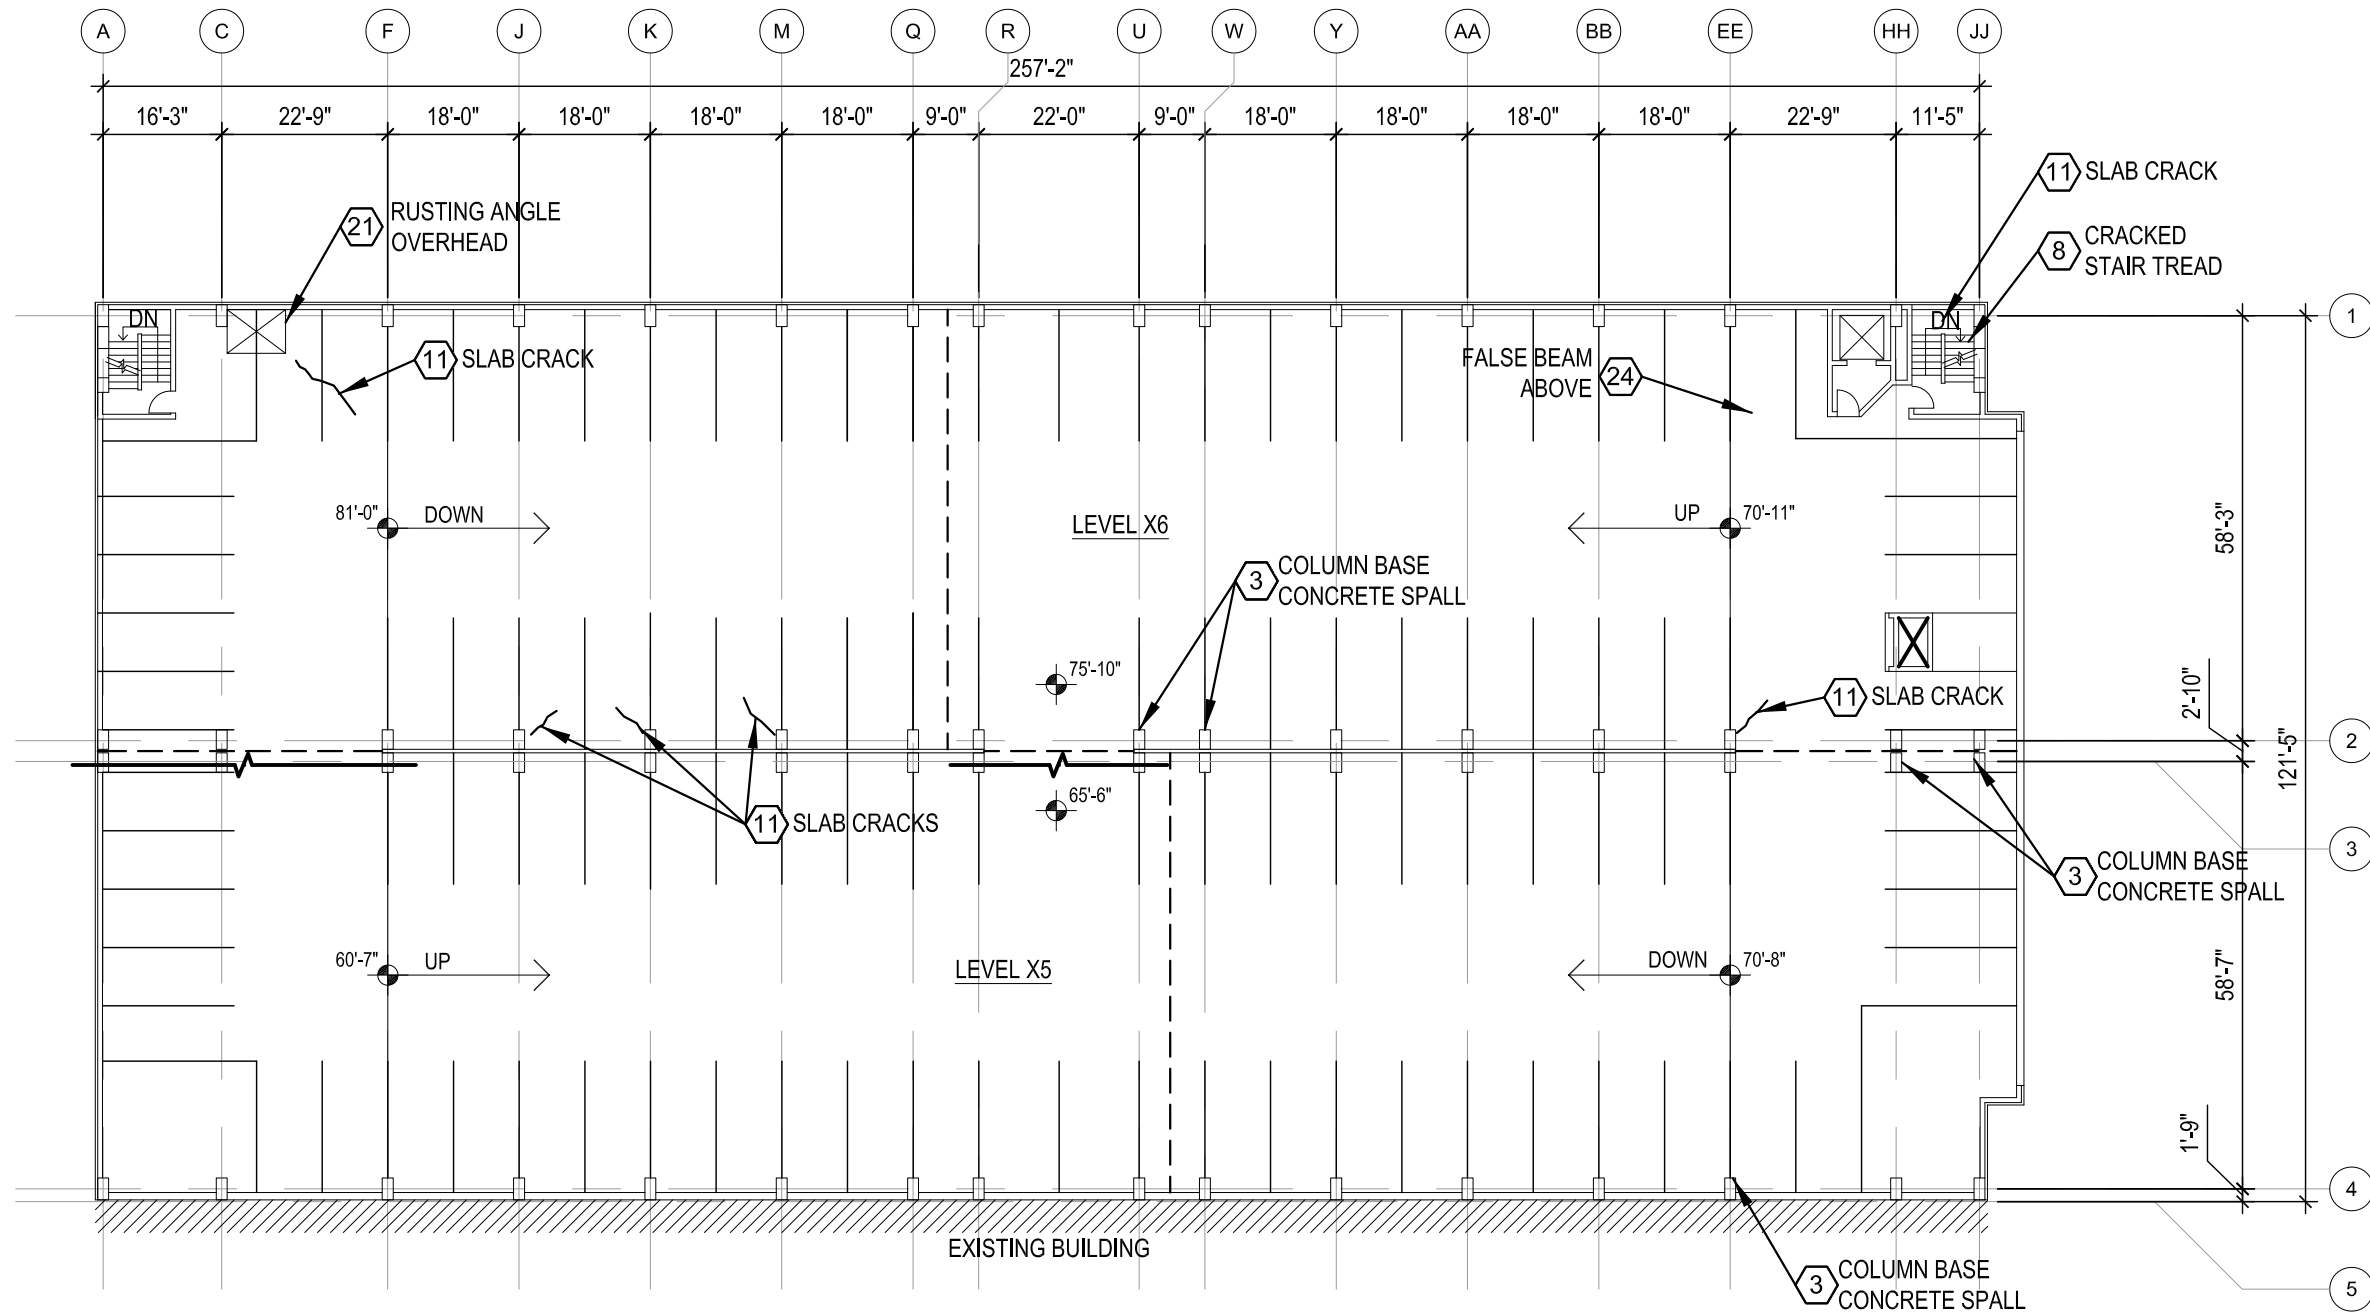 A C F J K M Q R U W Y AA BB EE HH JJ
257'-2"
16'-3" 22'-9" 18'-0" 18'-0" 18'-0" 18'-0" 9'-0" 22'-0" 9'-0" 18'-0" 18'-0" 18'-0" 18'-0" 22'-9" 11'-5"
11 SLAB CRACK
21 RUSTING ANGLE
OVERHEAD
8 CRACKED
STAIR TREAD
DN
DN
1
11 SLAB CRACK
FALSE BEAM
ABOVE 24
81'-0" DOWN
LEVEL X6
UP 70'-11"
58'-3"
3 COLUMN BASE
CONCRETE SPALL
75'-10"
11 SLAB CRACK
2'-10"
2
121'-5"
65'-6"
11 SLAB CRACKS
3
3 COLUMN BASE
CONCRETE SPALL
60'-7" UP
LEVEL X5
DOWN 70'-8"
58'-7"
1'-9"
4
EXISTING BUILDING
3 COLUMN BASE
CONCRETE SPALL
5